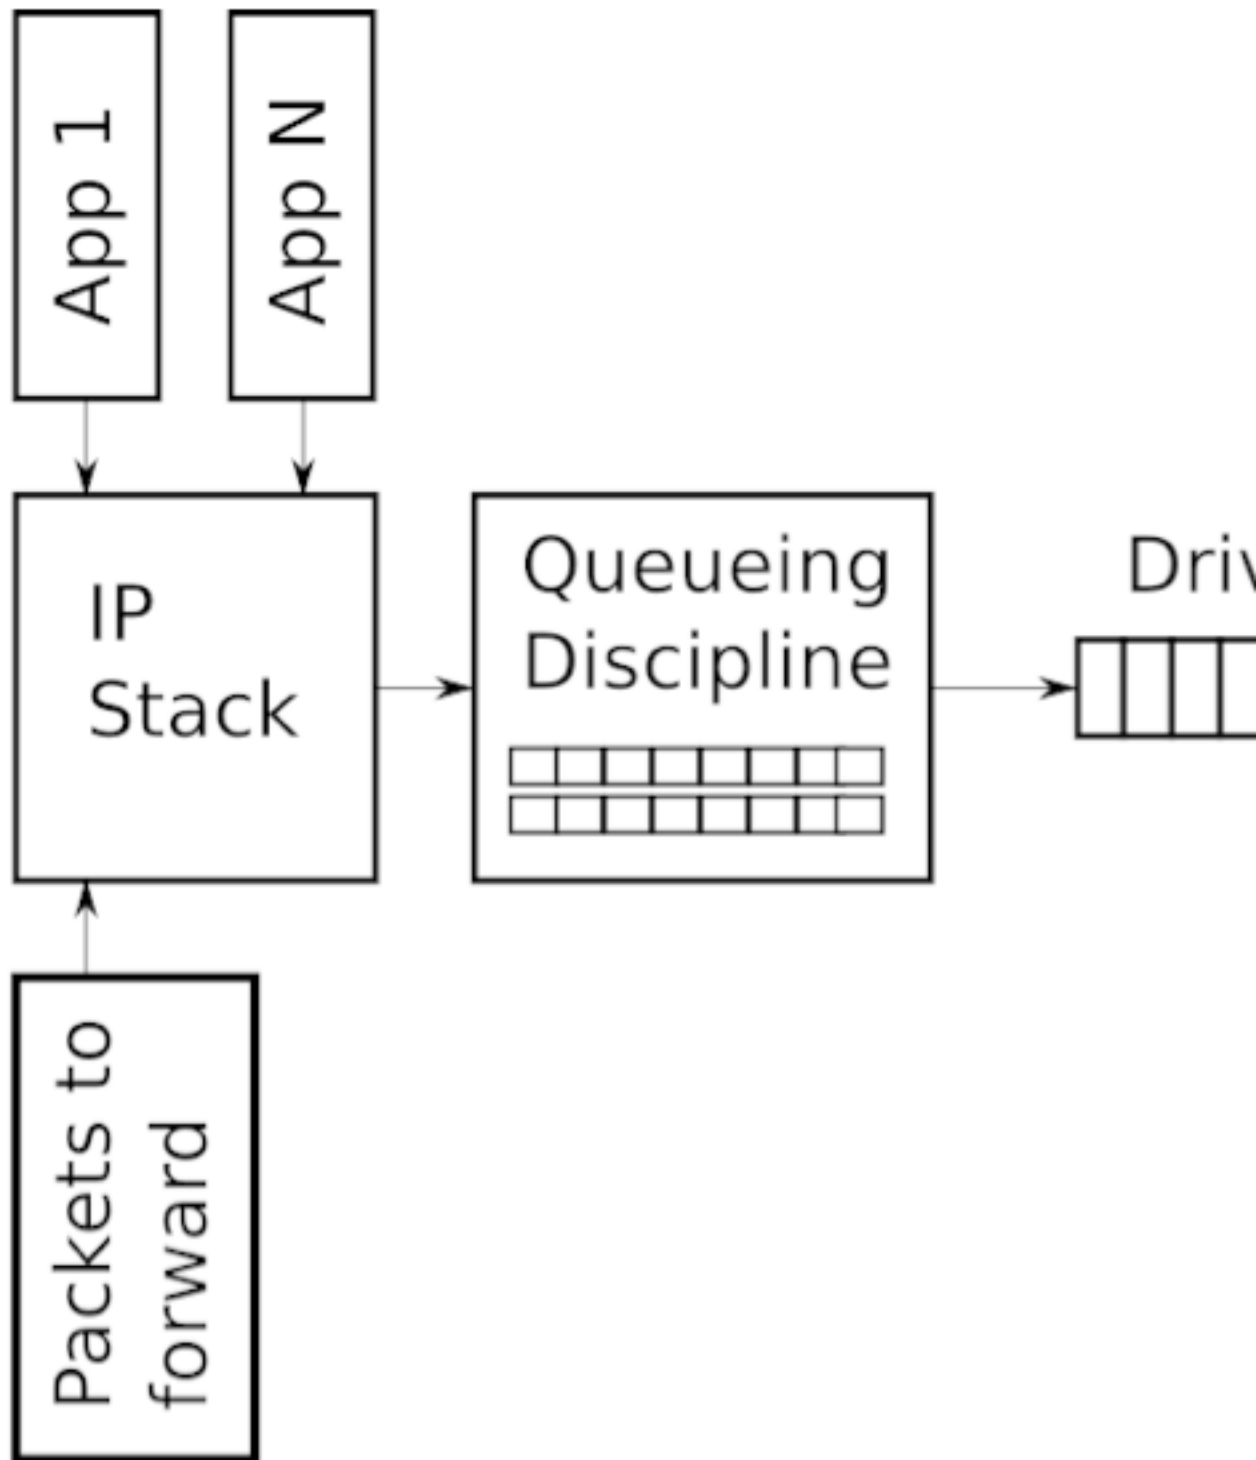 App 1
App N
IP
Stack
Queueing
Discipline
Packets to
forward